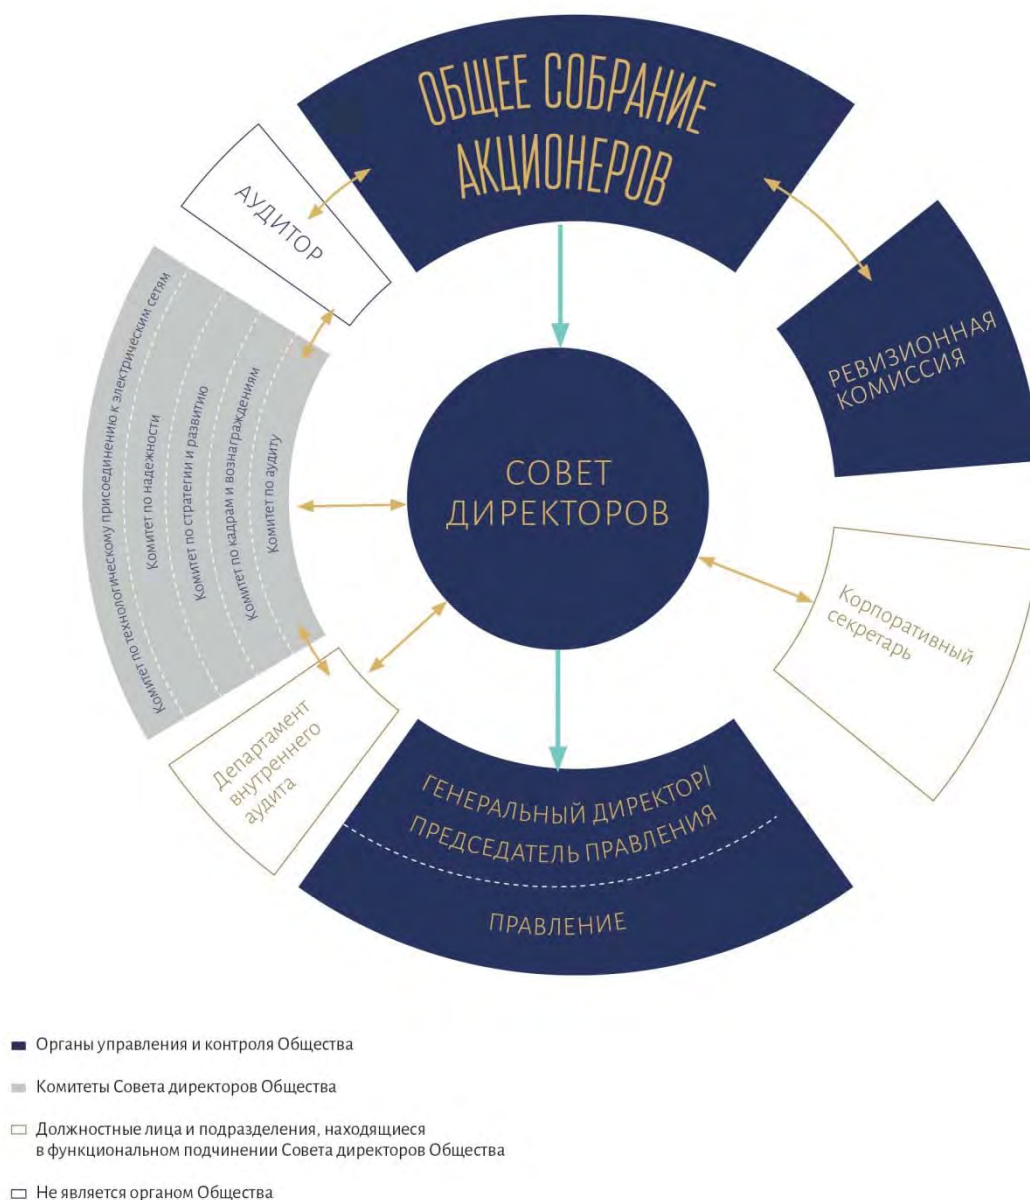 ОБЩЕЕ СОБРАНИЕ
АКЦИОНЕРОВ
АУДИТОР
РЕВИЗИОННАЯ
КОМИССИЯ
Комитет по технологическому присоединению к электрическим сетям
Комитет по надежности
Комитет по стратегии и развитию
Комитет по кадрам и вознаграждениям
Комитет по аудиту
СОВЕТ
ДИРЕКТОРОВ
Корпоративный
секретарь
Департамент
внутреннего
аудита
ГЕНЕРАЛЬНЫЙ ДИРЕКТОР/
ПРЕДСЕДАТЕЛЬ ПРАВЛЕНИЯ
ПРАВЛЕНИЕ
Органы управления и контроля Общества
Комитеты Совета директоров Общества
Должностные лица и подразделения, находящиеся
в функциональном подчинении Совета директоров Общества
Не является органом Общества